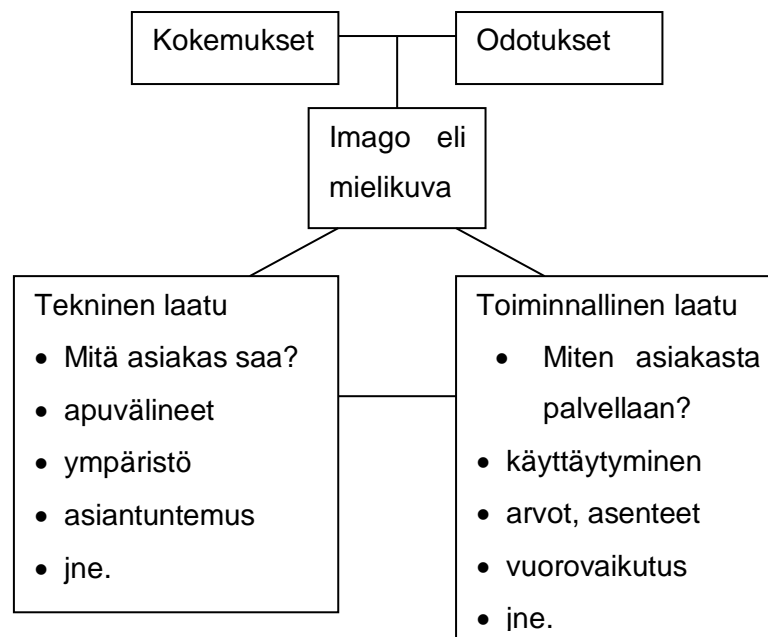 Kokemukset
Odotukset
Imago eli
mielikuva
Tekninen laatu
• Mitä asiakas saa?
• apuvälineet
• ympäristö
• asiantuntemus
• jne.
Toiminnallinen laatu
• Miten asiakasta
palvellaan?
• käyttäytyminen
• arvot, asenteet
• vuorovaikutus
• jne.